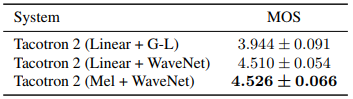 System MOS
Tacotron 2 (Linear + G-L) 3.944 ± 0.091
Tacotron 2 (Linear + WaveNet) 4.510 ± 0.054
Tacotron 2 (Mel + WaveNet) 4.526 ± 0.066